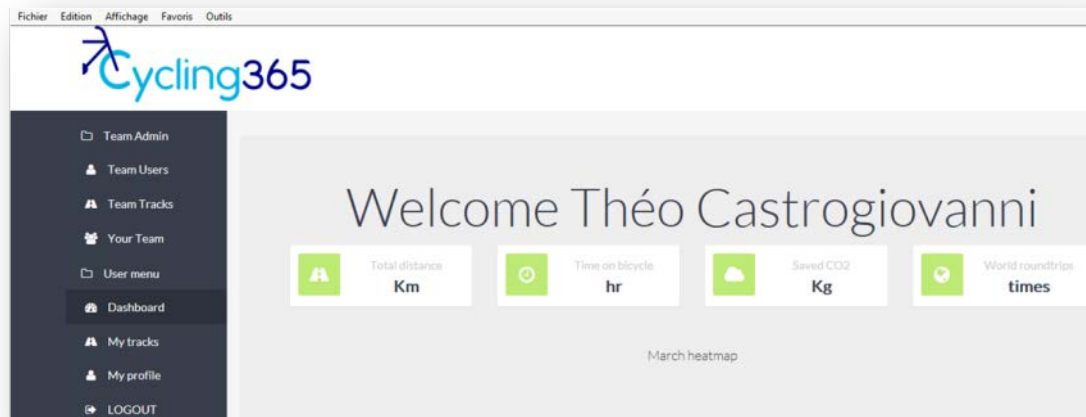 Fichier Edition Affichage Favoris Outils
Cycling365
Team Admin
Team Users
Team Tracks
Your Team
User menu
Dashboard
My tracks
My profile
LOGOUT
Welcome Théo Castrogiovanni
Total distance
Km
Time on bicycle
hr
Saved CO2
Kg
World roundtrips
times
March heatmap